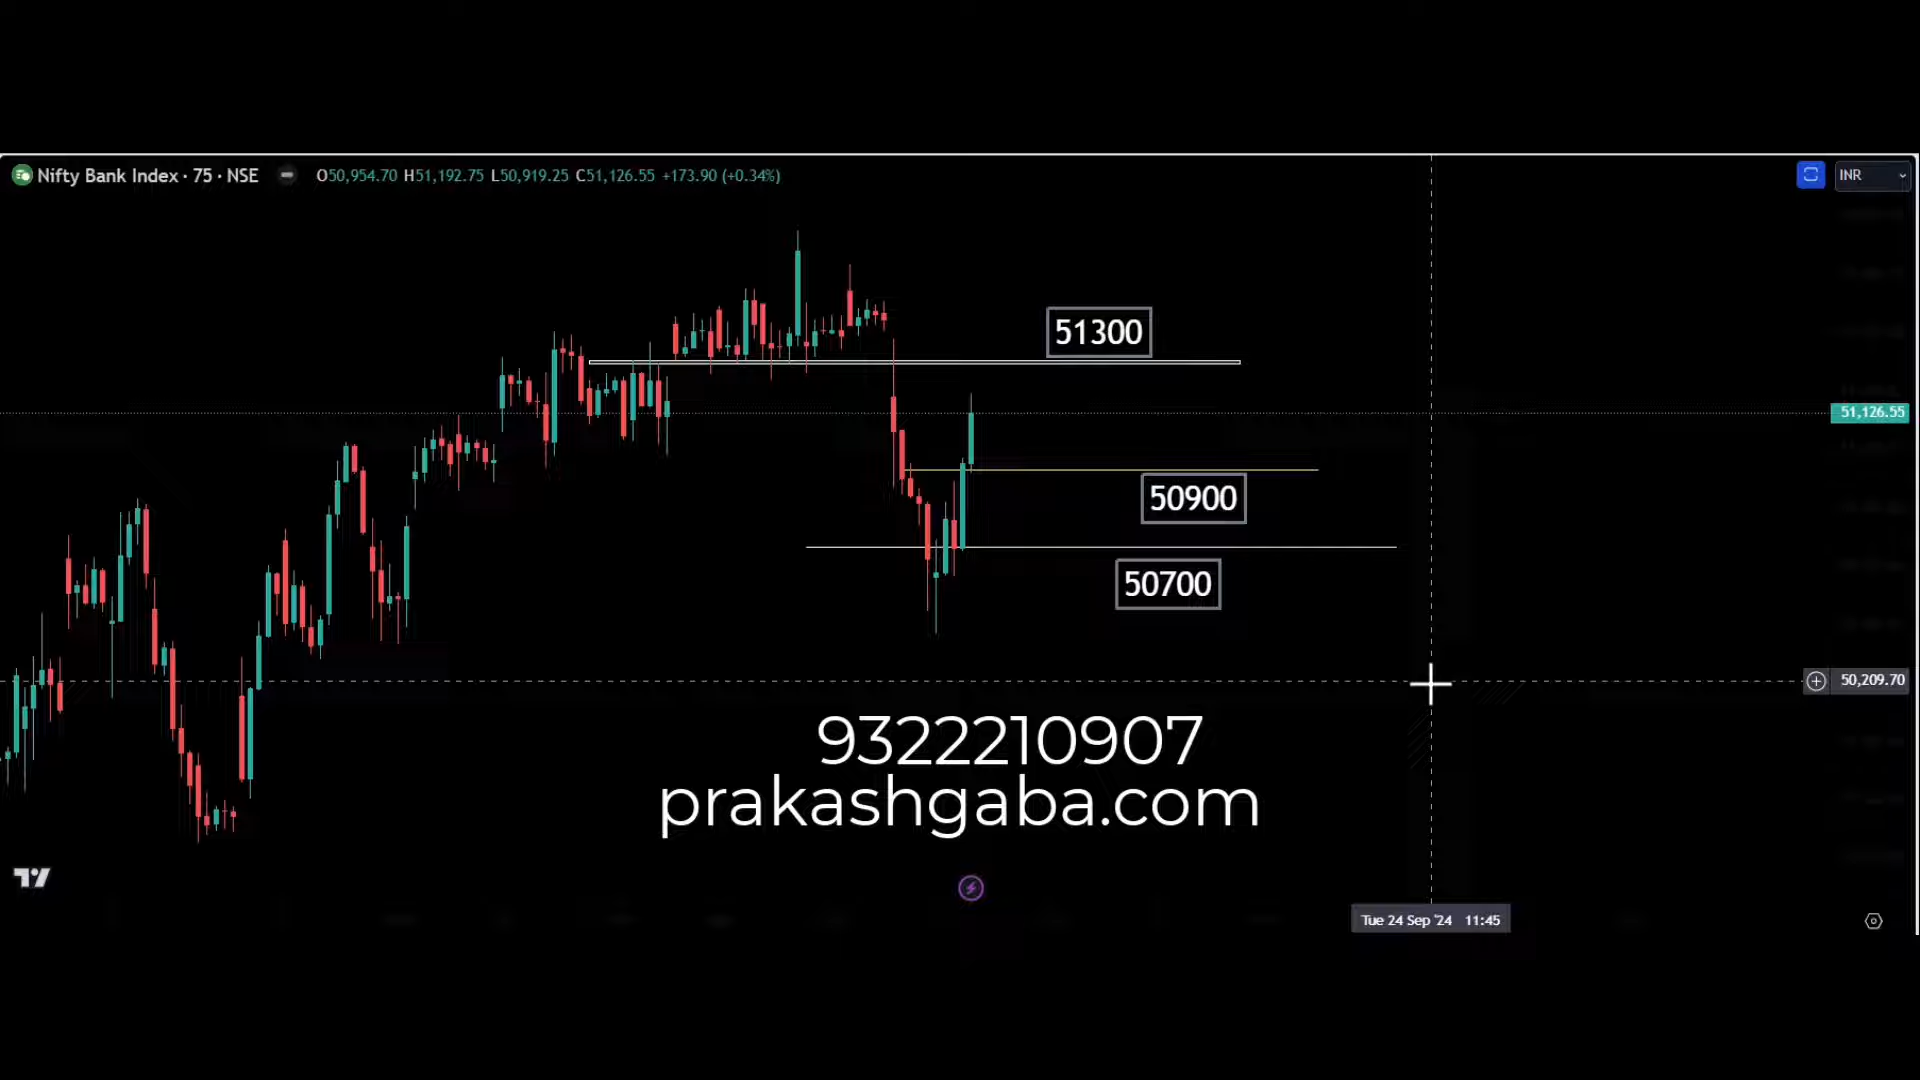 Nifty Bank Index · 75 · NSE O50,954.70 H51,192.75 L50,919.25 C51,126.55 +173.90 (+0.34%)
INR
51300
51,126.55
50900
50700
50,209.70
9322210907
prakashgaba.com
Tue 24 Sep '24 11:45